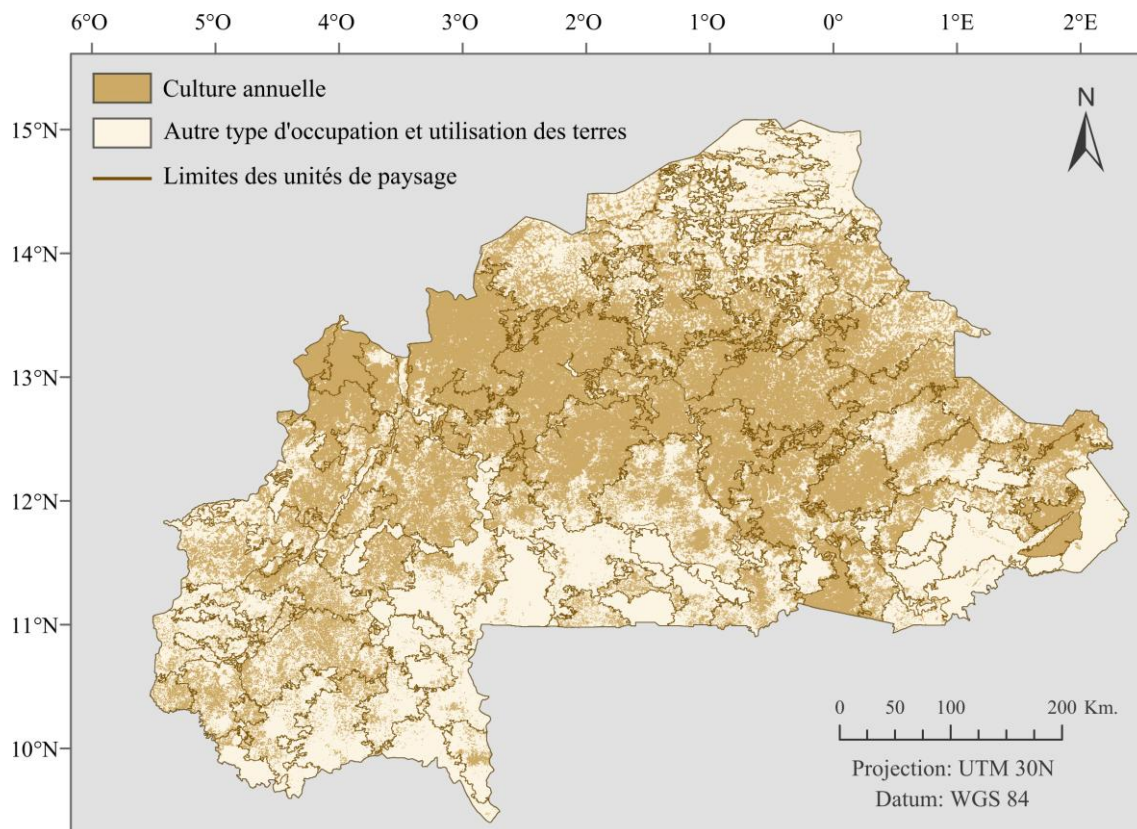 6°O 5°O 4°O 3°O 2°O 1°O 0° 1°E 2°E
Culture annuelle
Autre type d'occupation et utilisation des terres
Limites des unités de paysage
N
15°N
14°N
13°N
12°N
11°N
10°N
0 50 100 200 Km.
Projection: UTM 30N
Datum: WGS 84